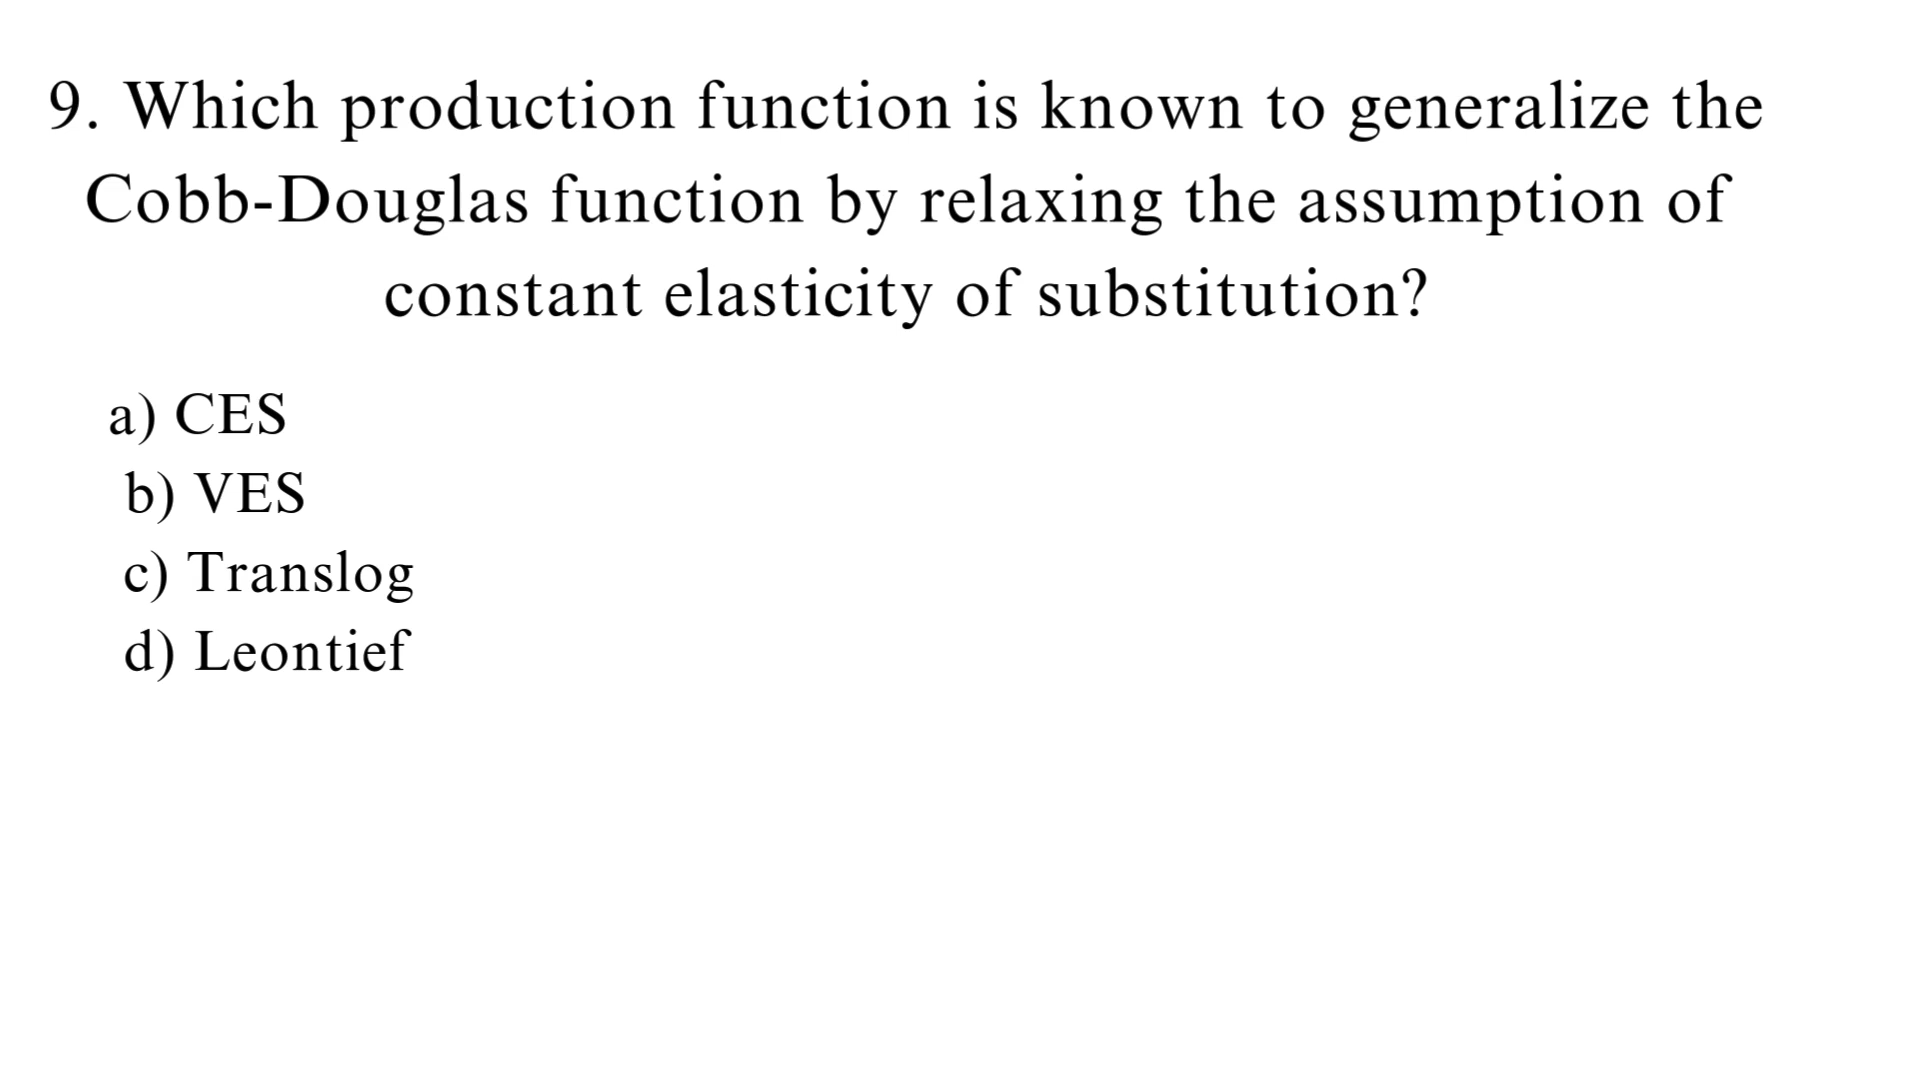 9. Which production function is known to generalize the
Cobb-Douglas function by relaxing the assumption of
constant elasticity of substitution?
a) CES
b) VES
c) Translog
d) Leontief